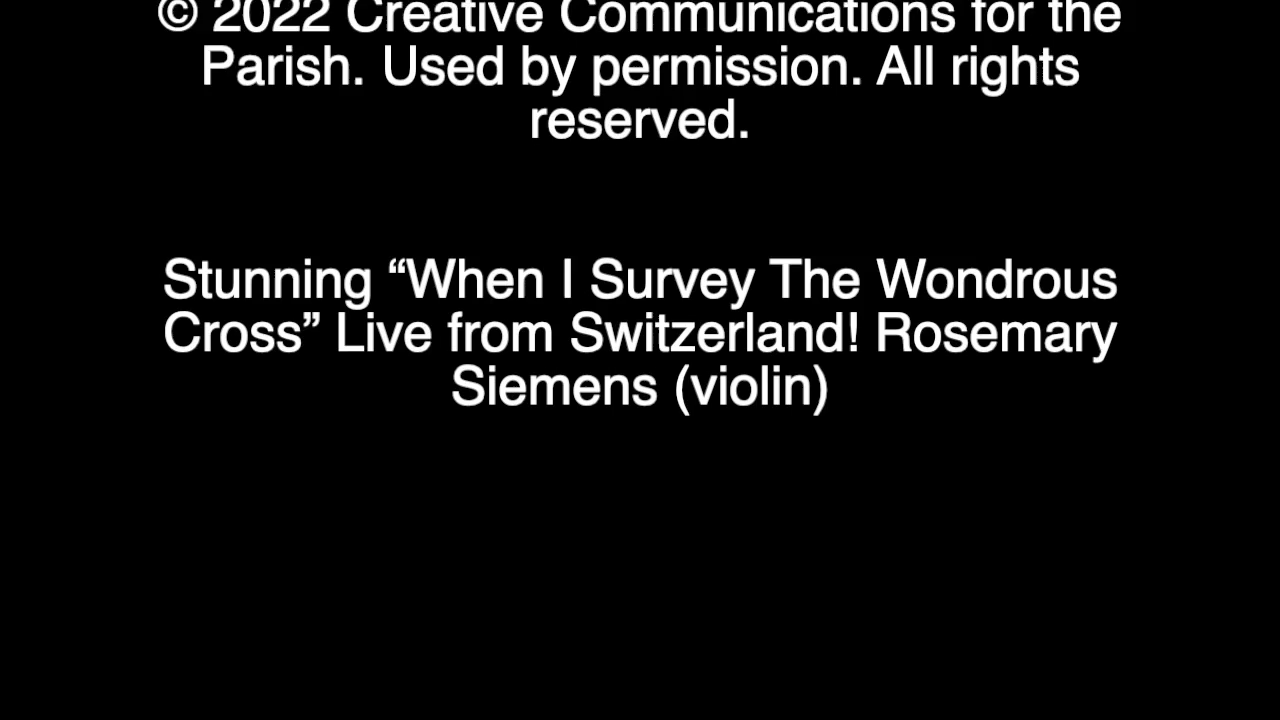 © 2022 Creative Communications for the
Parish. Used by permission. All rights
reserved.
Stunning “When I Survey The Wondrous
Cross” Live from Switzerland! Rosemary
Siemens (violin)